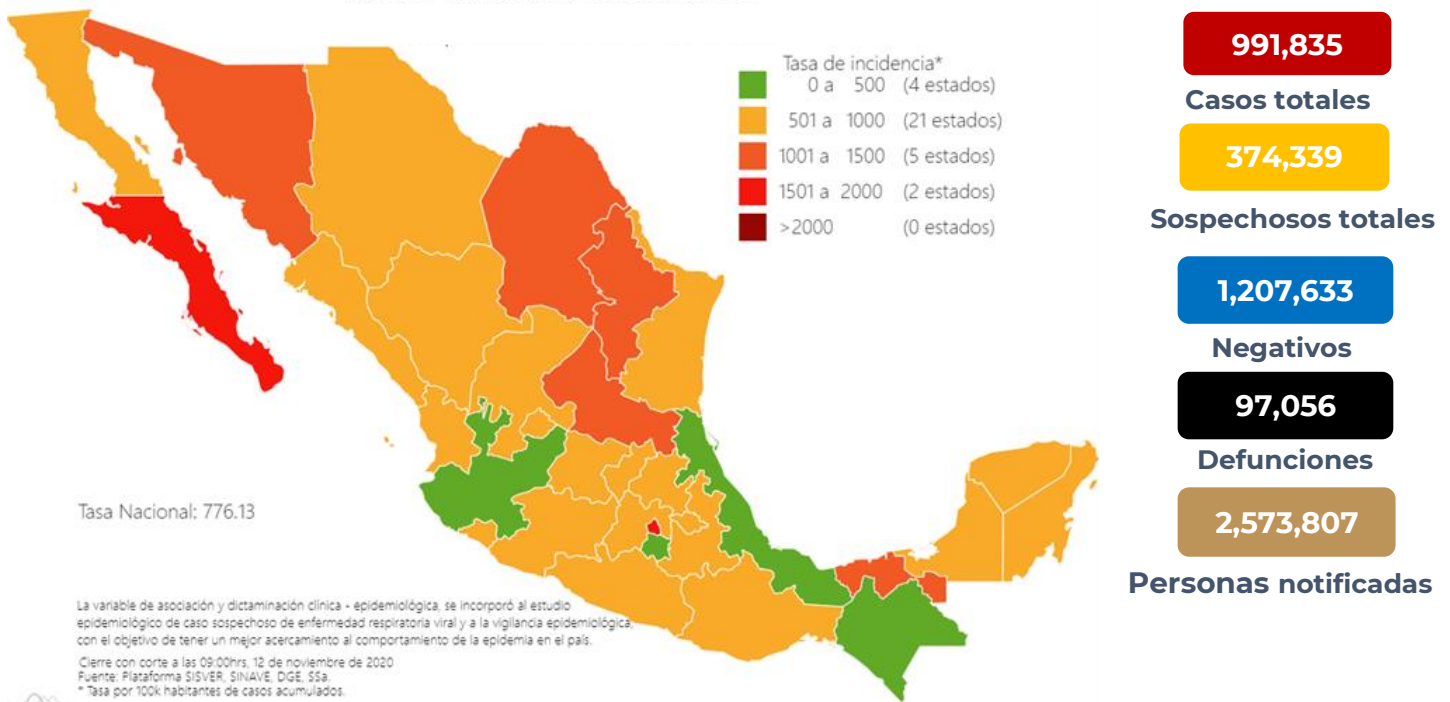 Tasa de incidencia*
0 a 500 (4 estados)
501 a 1000 (21 estados)
1001 a 1500 (5 estados)
1501 a 2000 (2 estados)
>2000 (0 estados)
Tasa Nacional: 776.13
La variable de asociación y dictaminación clínica - epidemiológica, se incorporó al estudio
epidemiológico de caso sospechoso de enfermedad respiratoria viral y a la vigilancia epidemiológica,
con el objetivo de tener un mejor acercamiento al comportamiento de la epidemia en el país.
Cierre con corte a las 09:00hrs, 12 de noviembre de 2020
Fuente: Plataforma SISVER, SINAVE, DGE, SSa.
* Tasa por 100k habitantes de casos acumulados.
991,835
Casos totales
374,339
Sospechosos totales
1,207,633
Negativos
97,056
Defunciones
2,573,807
Personas notificadas